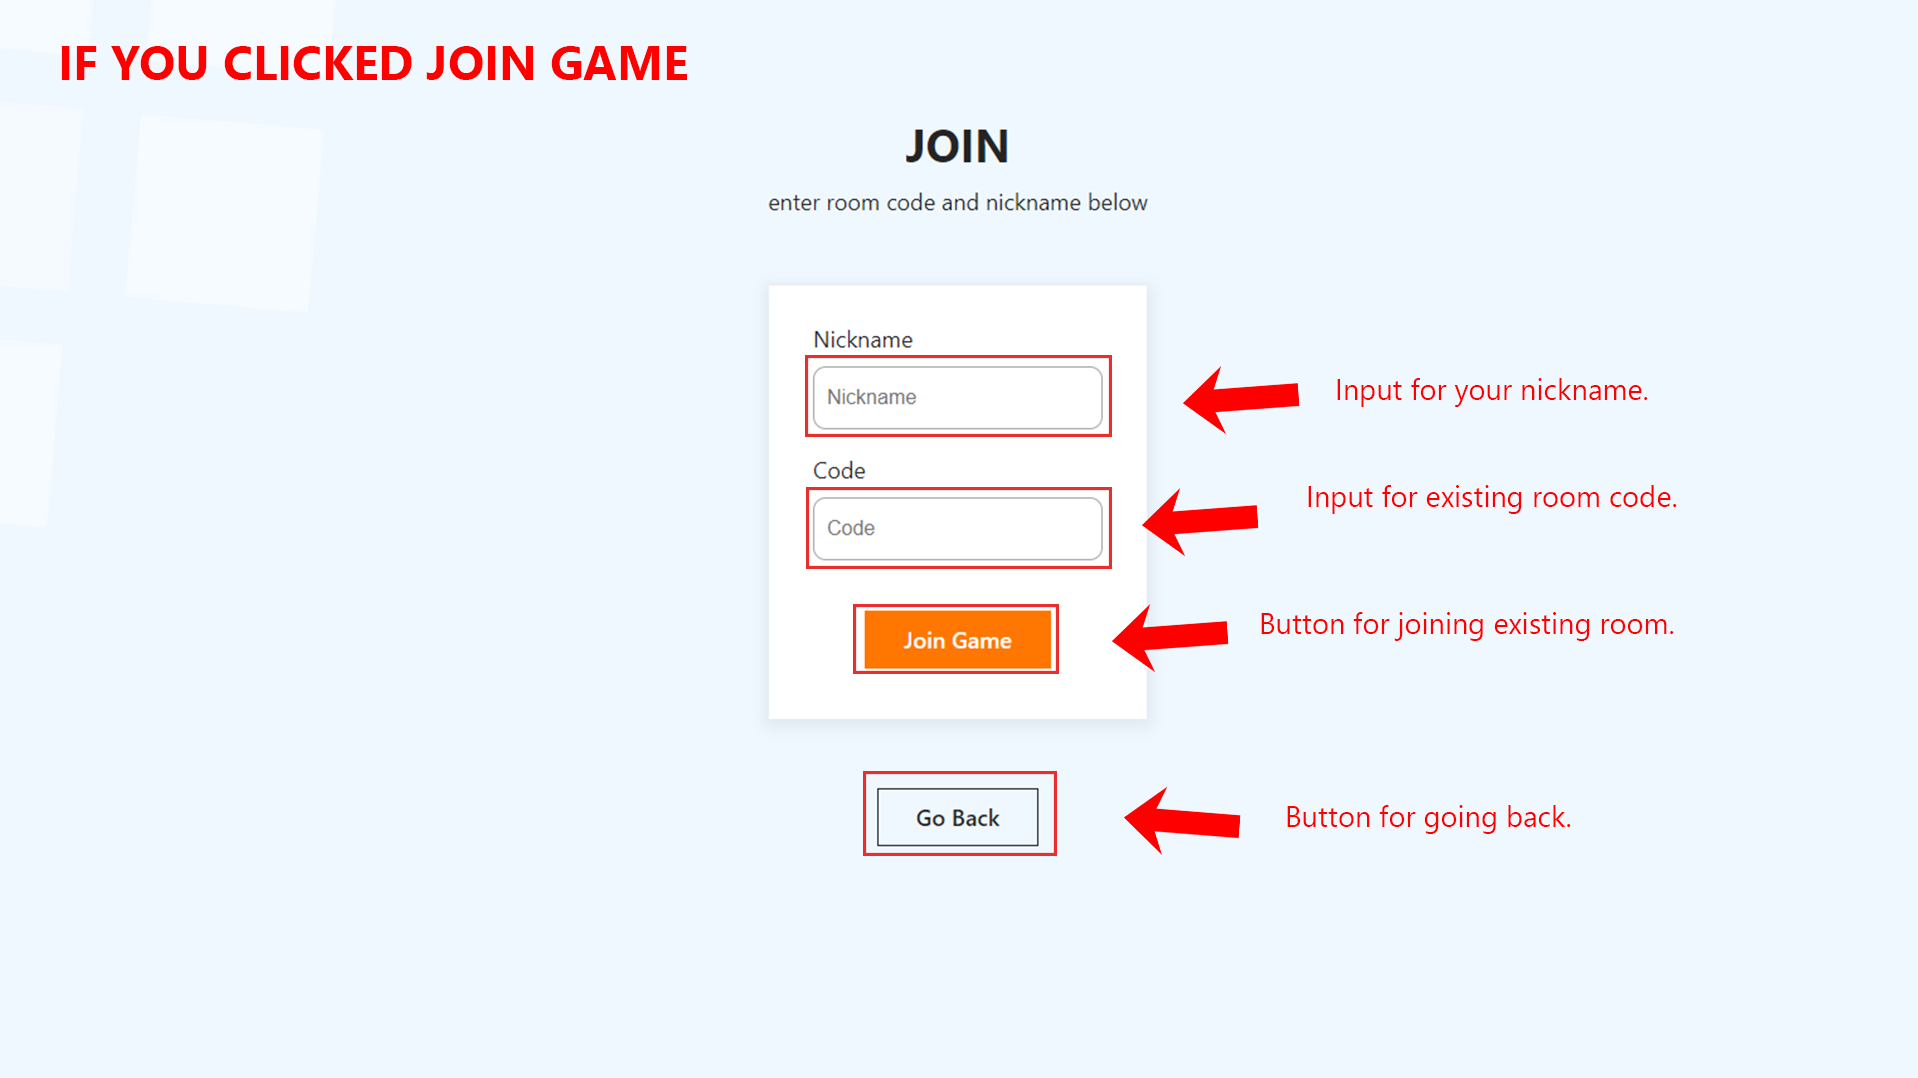 IF YOU CLICKED JOIN GAME
JOIN
enter room code and nickname below
Nickname
Nickname
Input for your nickname.
Code
Code
Input for existing room code.
Join Game
Button for joining existing room.
Go Back
Button for going back.